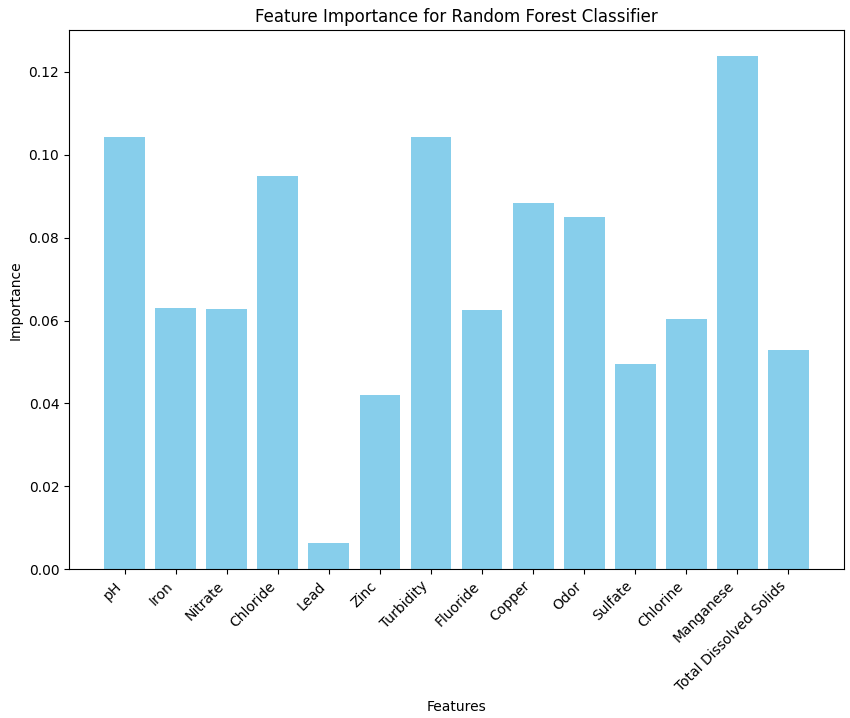 Feature Importance for Random Forest Classifier
Importance
0.12
0.10
0.08
0.06
0.04
0.02
0.00
pH
Iron
Nitrate
Chloride
Lead
Zinc
Turbidity
Fluoride
Copper
Odor
Sulfate
Chlorine
Manganese
Total Dissolved Solids
Features